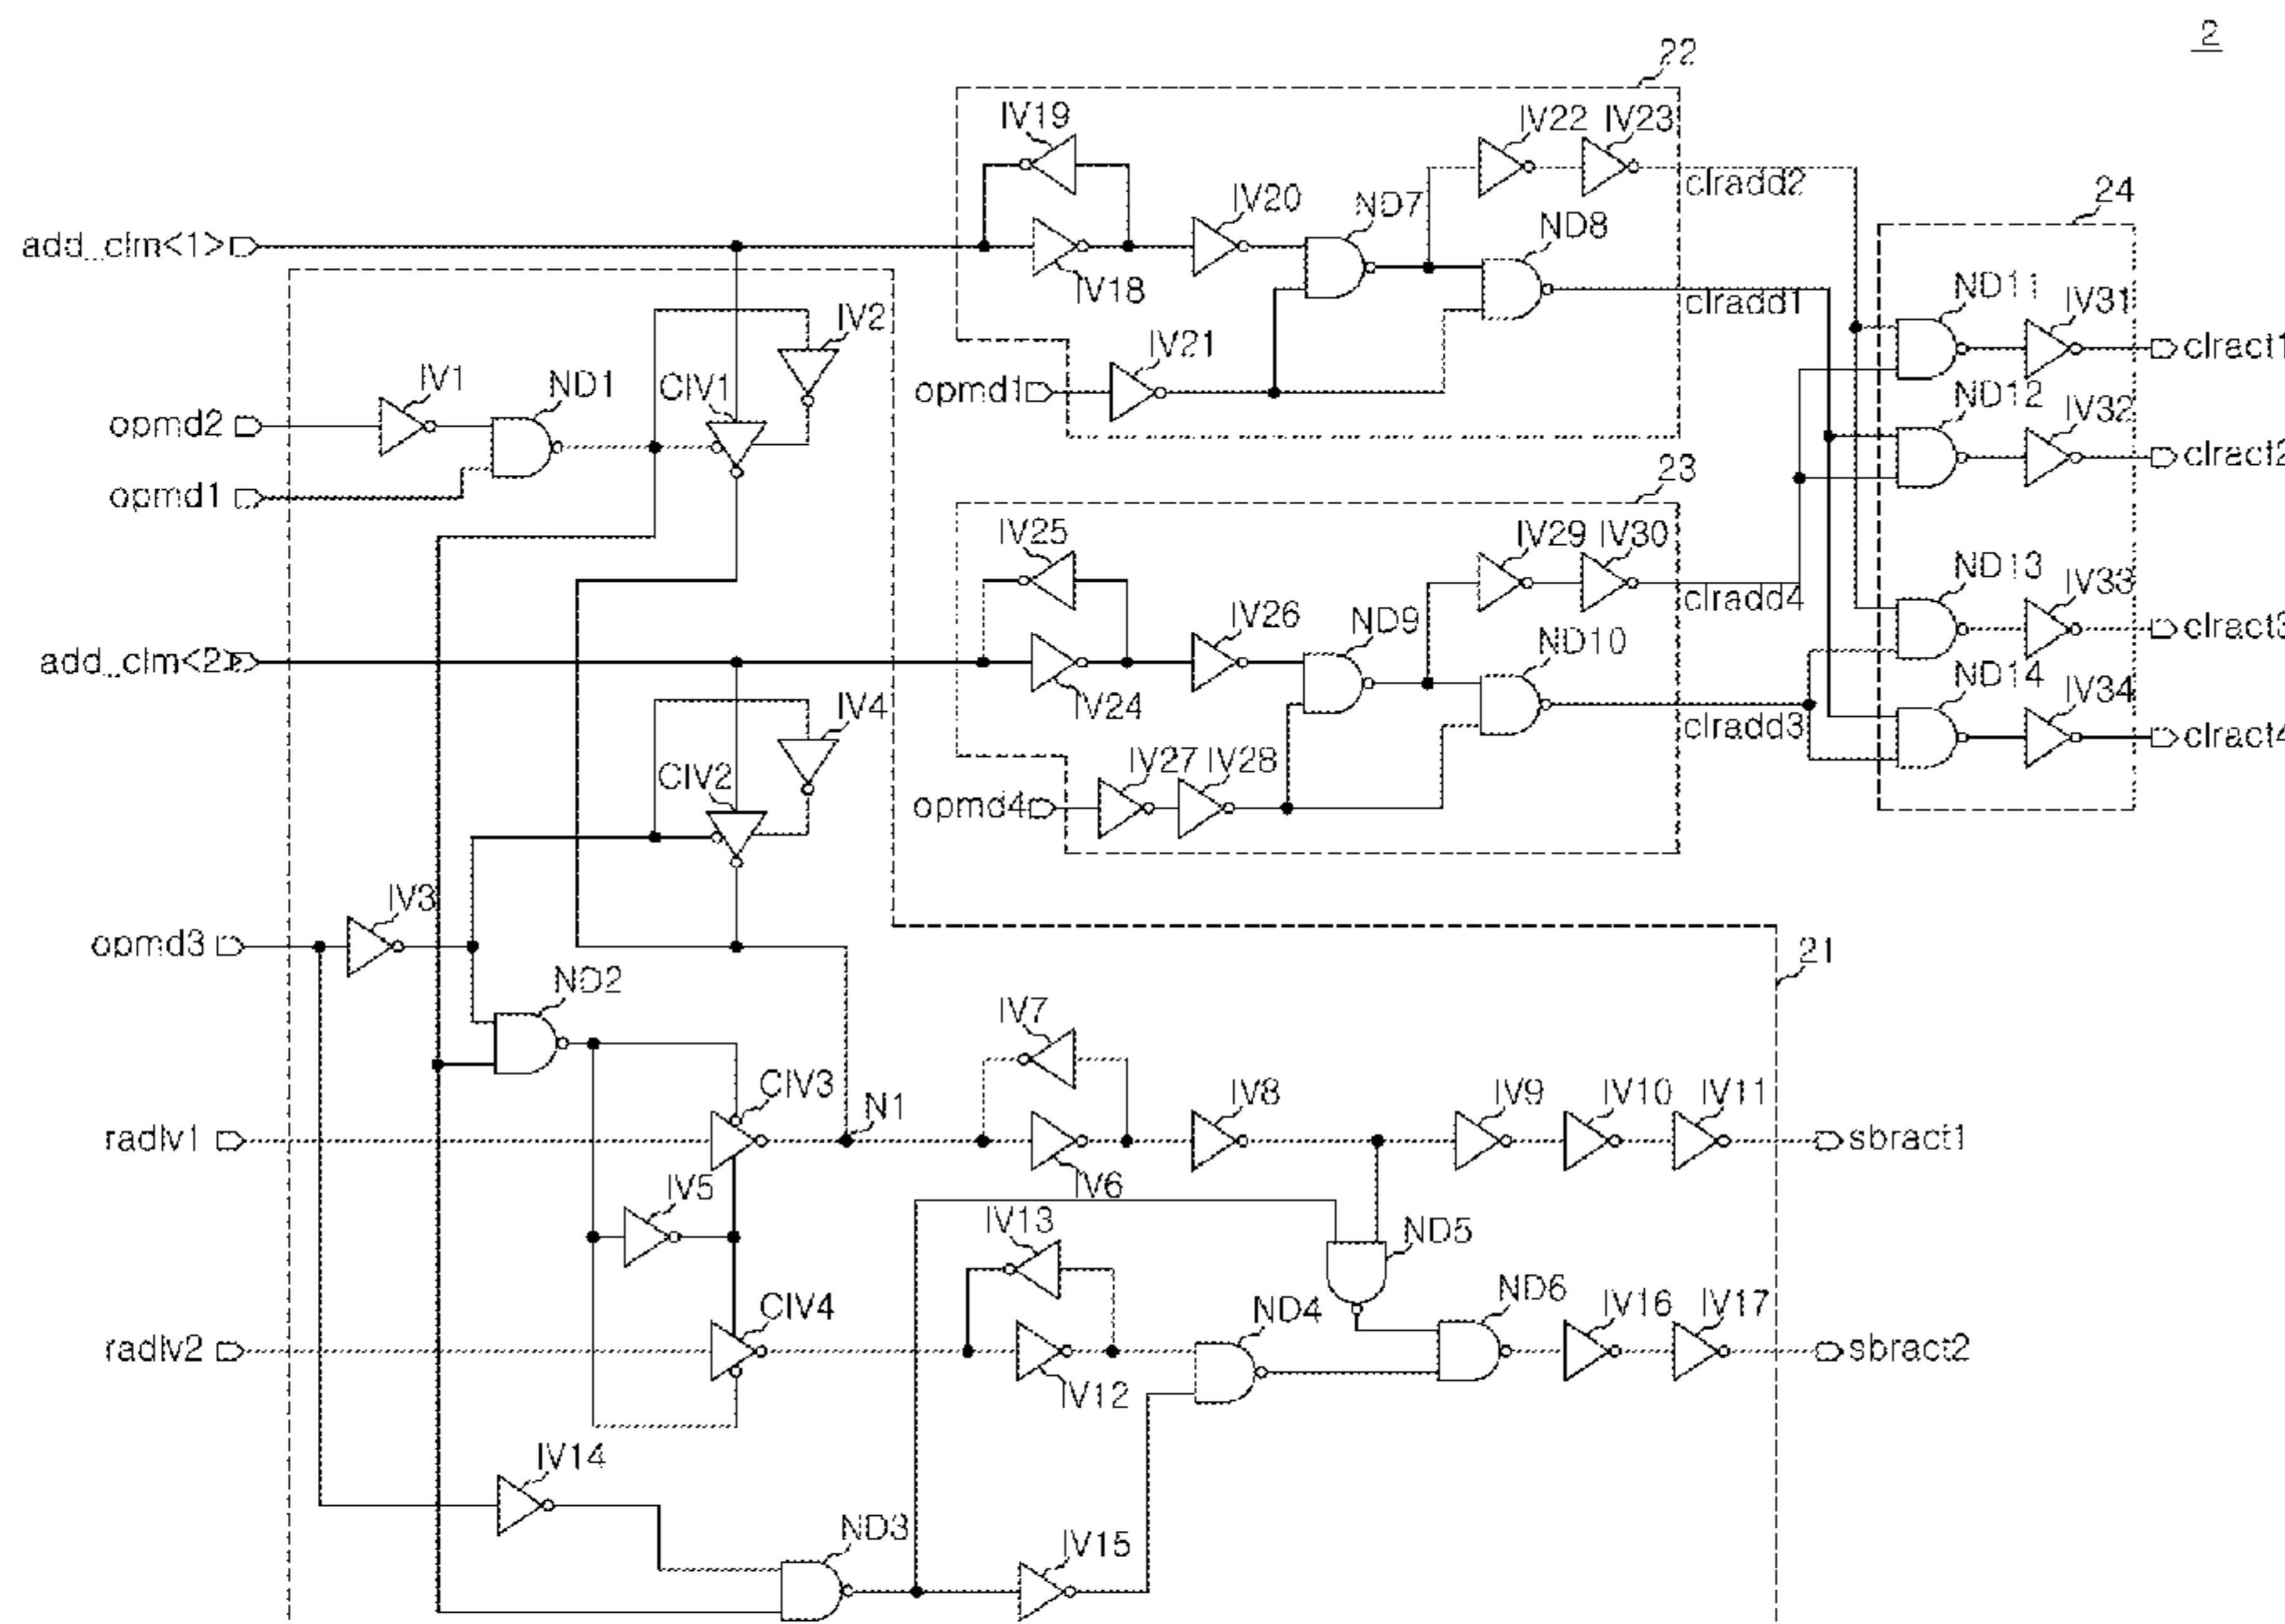 2
22
IV19
IV22
IV23
clradd2
24
add_clm<1>
IV20
ND7
ND8
IV18
clradd1
ND11
IV31
clract1
IV2
IV1
ND1
CIV1
IV21
opmd2
opmd1
opmd1
ND12
IV32
clract2
23
IV25
IV29
IV30
clradd4
ND13
IV33
clract3
add_clm<2>
IV26
ND9
ND10
IV24
clradd3
ND14
IV34
clract4
IV4
CIV2
IV27
IV28
opmd4
IV3
opmd3
21
ND2
IV7
CIV3
N1
IV8
IV9
IV10
IV11
radlv1
sbract1
IV5
IV6
IV13
ND5
CIV4
ND4
ND6
IV16
IV17
radlv2
sbract2
IV12
IV14
ND3
IV15